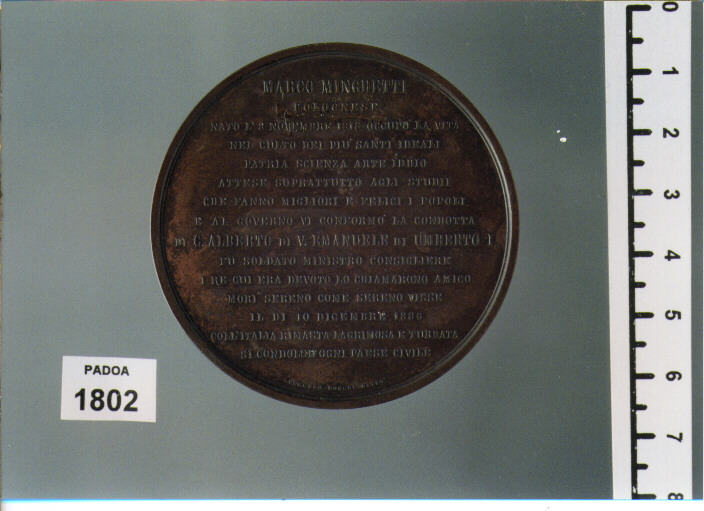 MARCO MINGHETTI
BOLOGNESE
NATO L' 8 NOVEMBRE 1818 OCCUPÒ LA VITA
NEL CULTO DEI PIÙ SANTI IDEALI
PATRIA SCIENZA ARTE IDDIO
ATTESE SOPRATTUTTO AGLI STUDII
CHE FANNO MIGLIORI E FELICI I POPOLI
E AL GOVERNO VI CONFORMÒ LA CONDOTTA
DI C. ALBERTO DI V. EMANUELE DI UMBERTO I.
FU SOLDATO MINISTRO CONSIGLIERE
I RE CUI ERA DEVOTO LO CHIAMARONO AMICO
MORÌ SERENO COME SERENO VISSE
IL DI 10 DICEMBRE 1886
COLL'ITALIA RIMASTA LAGRIMOSA E TURBATA
SI CONDOLSE OGNI PAESE CIVILE
PADOA
1802
0
1
2
3
4
5
6
7
8